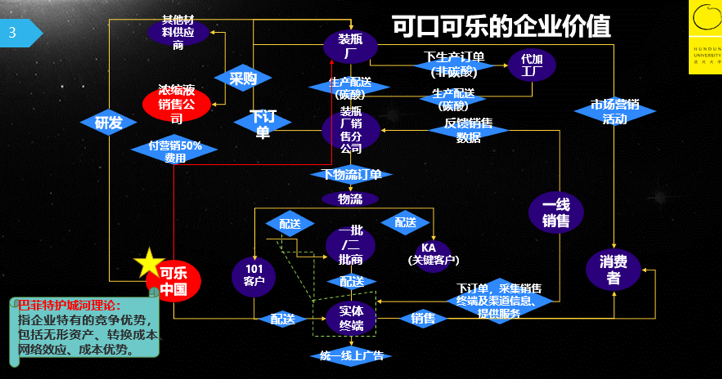 3
可口可乐的企业价值
HUNDUN
UNIVERSITY
混沌大学
其他材
料供应
商
装瓶
厂
下生产订单
(非碳酸)
代加
工厂
采购
生产配送
(碳酸)
生产配送
(碳酸)
浓缩液
销售公
司
研发
下订
单
装瓶
厂销
售分
公司
反馈销售
数据
市场营销
活动
付营销50%
费用
下物流订单
物流
一线
销售
配送
配送
一批
/二
批商
KA
(关键客户)
消费
者
101
客户
可乐
中国
配送
下订单，采集销售
终端及渠道信息、
提供服务
巴菲特护城河理论：
指企业特有的竞争优势，
包括无形资产、转换成本
网络效应、成本优势。
配送
实体
终端
销售
统一线上广告